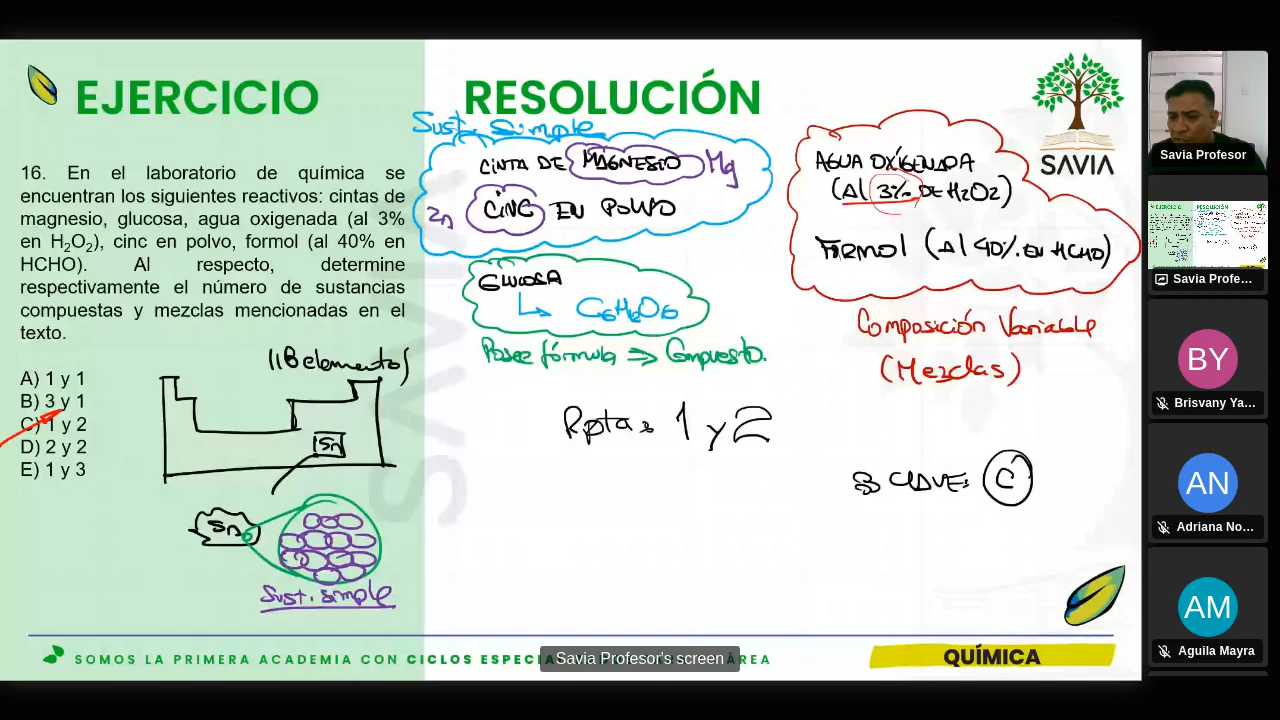 EJERCICIO
RESOLUCIÓN
SAVIA
16. En el laboratorio de química se
encuentran los siguientes reactivos: cintas de
magnesio, glucosa, agua oxigenada (al 3%
en H₂O₂), cinc en polvo, formol (al 40% en
HCHO). Al respecto, determine
respectivamente el número de sustancias
compuestas y mezclas mencionadas en el
texto.
A) 1 y 1
B) 3 y 1
C) 1 y 2
D) 2 y 2
E) 1 y 3
118 elementos
Sn
Sn
Sust. simple
Sust. simple
CINTA DE MAGNESIO Mg
Zn CINC EN POLVO
GLUCOSA
C₆H₁₂O₆
Posee fórmula ⇒ Compuesto.
AGUA OXIGENADA
(Al 3% DE H₂O₂)
FORMOL (Al 40% EN HCHO)
Composición Variable
(Mezclas)
Rpta: 1 y 2
CLAVE: C
SOMOS LA PRIMERA ACADEMIA CON CICLOS ESPECIA
ÁREA
Savia Profesor's screen
QUÍMICA
Savia Profesor
Savia Profe...
BY
Brisvany Ya...
AN
Adriana No...
AM
Aguila Mayra